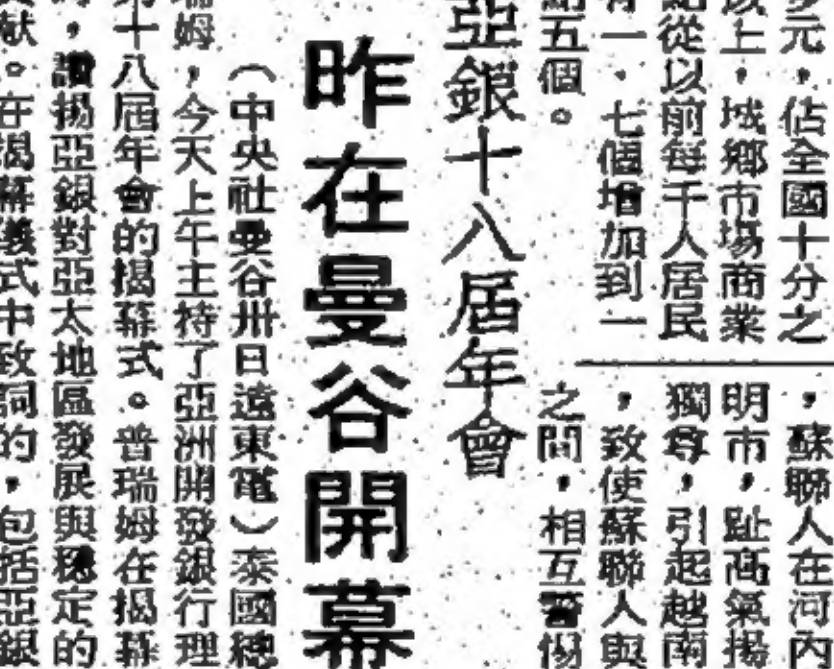 多元，佔全國十分之
以上，城鄉市場商業
點從以前每千人居民
有一．七個增加到一
點五個。
，蘇聯人在河內
明市，趾高氣揚
獨尊，引起越南
，致使蘇聯人與
之間，相互警惕
亞銀十八屆年會
昨在曼谷開幕
（中央社曼谷卅日遠東電）泰國總
瑞姆，今天上午主持了亞洲開發銀行理
十八屆年會的揭幕式。普瑞姆在揭幕
，讚揚亞銀對亞太地區發展與穩定的
献。在揭幕儀式中致詞的，包括亞銀